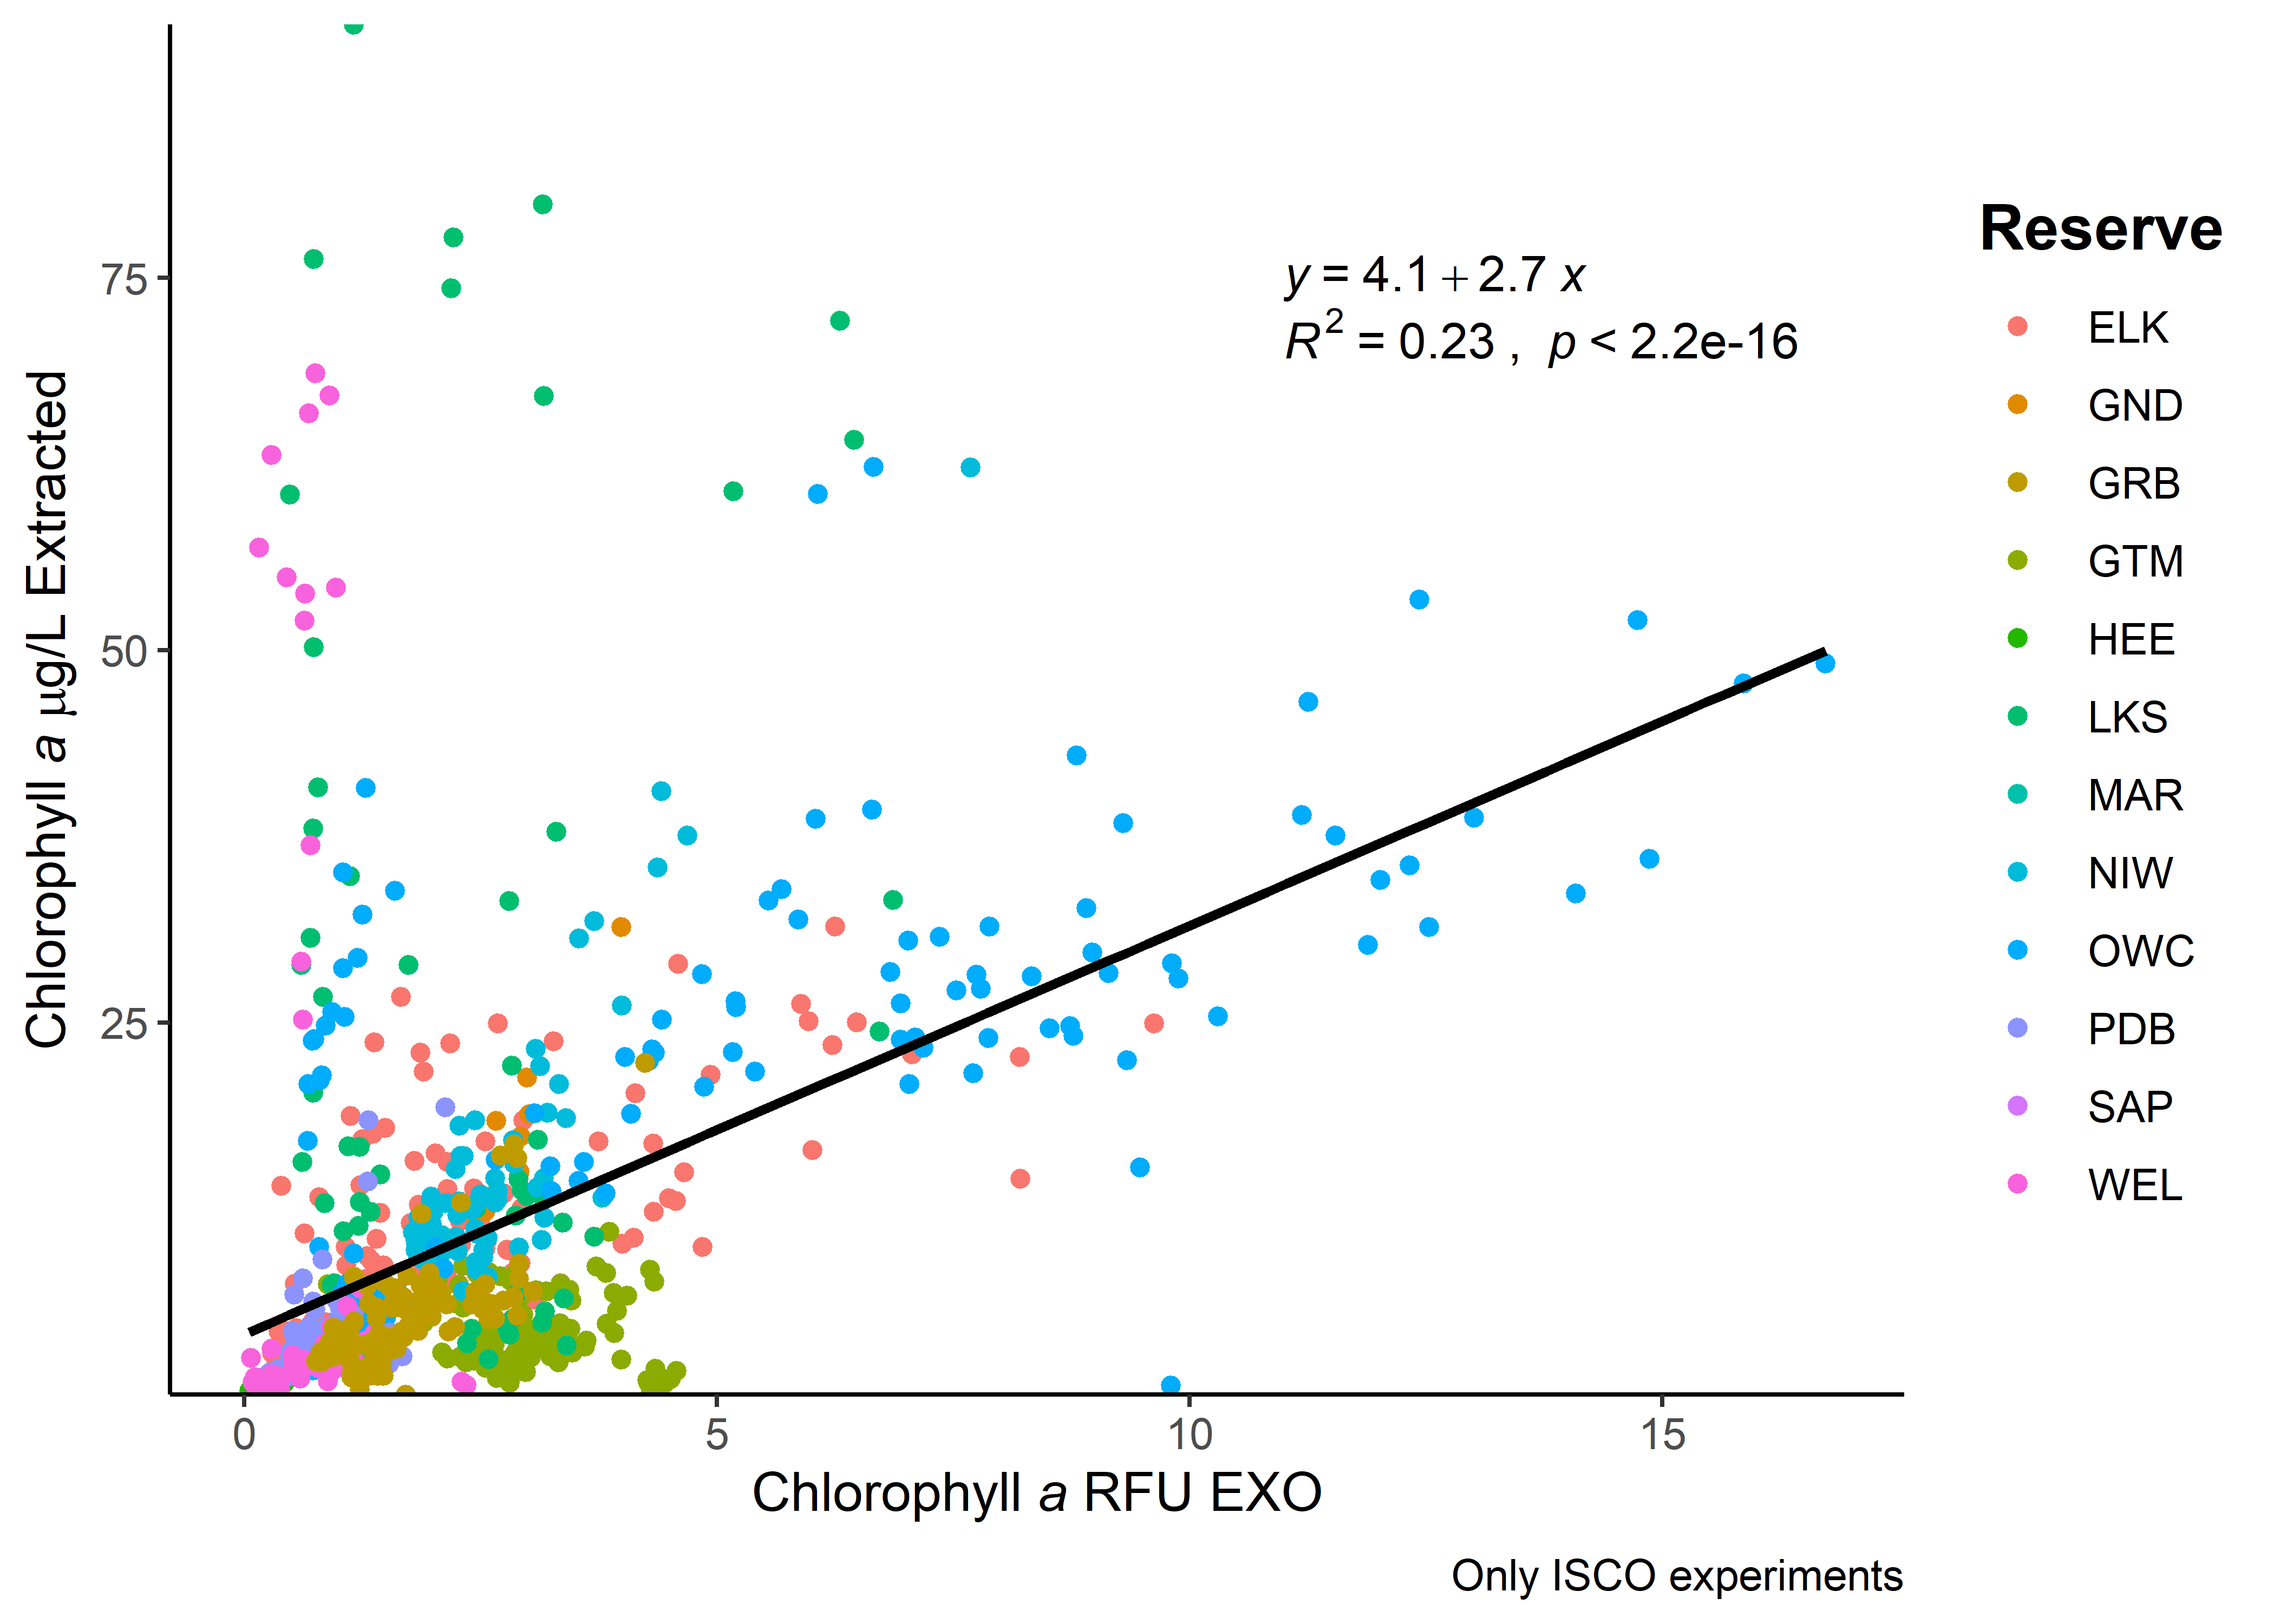 75
50
25
0 5 10 15
Chlorophyll a µg/L Extracted
Chlorophyll a RFU EXO
y = 4.1 + 2.7 x
R² = 0.23 , p < 2.2e-16
Reserve
ELK
GND
GRB
GTM
HEE
LKS
MAR
NIW
OWC
PDB
SAP
WEL
Only ISCO experiments